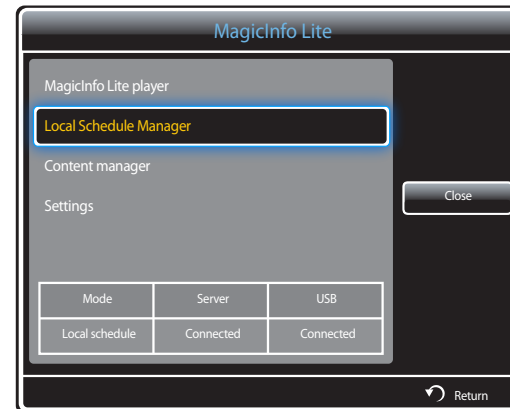 MagicInfo Lite
MagicInfo Lite player
Local Schedule Manager
Content manager
Settings
Close
Mode Server USB
Local schedule Connected Connected
Return